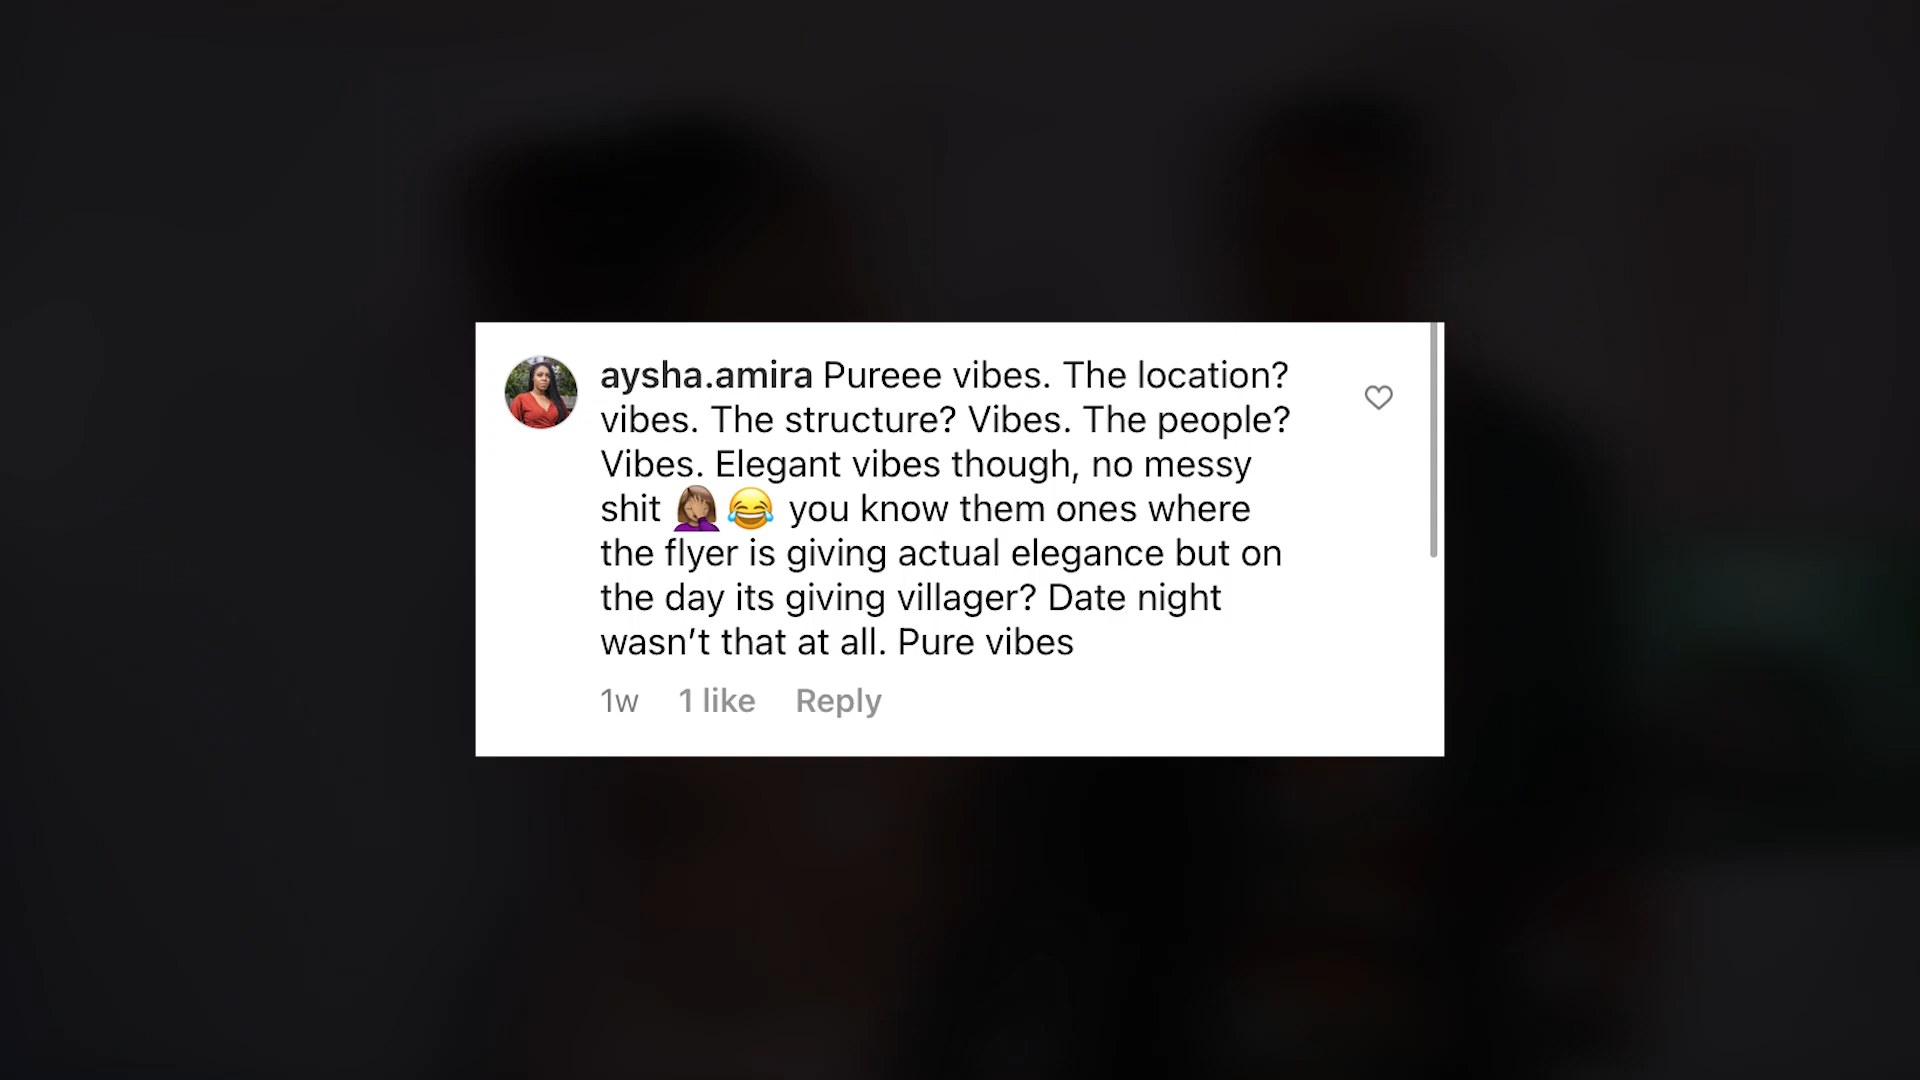 aysha.amira Pureee vibes. The location?
vibes. The structure? Vibes. The people?
Vibes. Elegant vibes though, no messy
shit 🤦🏽‍♀️😂 you know them ones where
the flyer is giving actual elegance but on
the day its giving villager? Date night
wasn’t that at all. Pure vibes
1w 1 like Reply